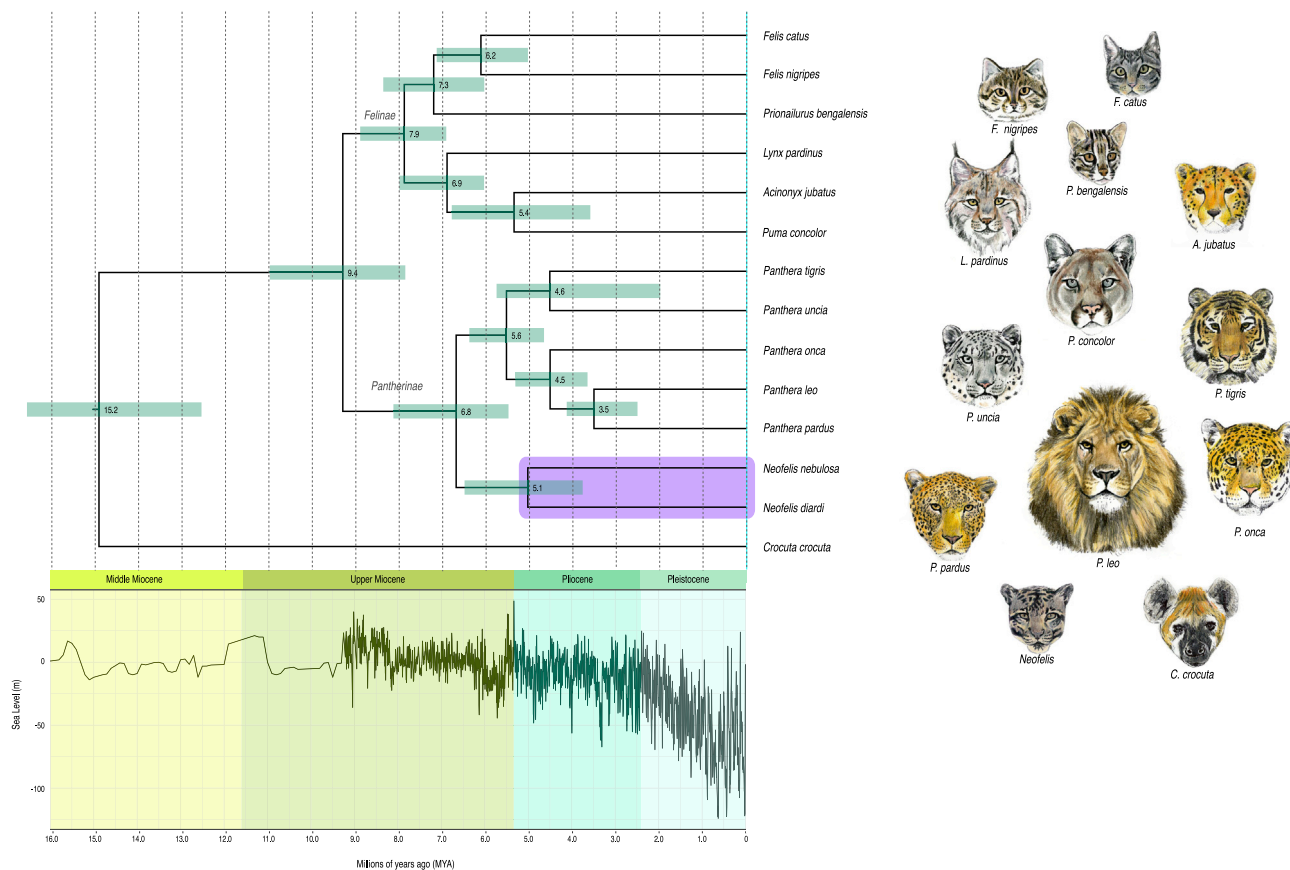 Felis catus
6.2
Felis nigripes
7.3
Prionailurus bengalensis
Felinae
7.9
Lynx pardinus
6.9
Acinonyx jubatus
5.4
Puma concolor
9.4
Panthera tigris
4.6
Panthera uncia
5.6
Panthera onca
4.5
Pantherinae
Panthera leo
15.2
6.8
3.5
Panthera pardus
Neofelis nebulosa
5.1
Neofelis diardi
Crocuta crocuta
F. catus
F. nigripes
P. bengalensis
A. jubatus
L. pardinus
P. concolor
P. tigris
P. uncia
P. onca
P. leo
P. pardus
Neofelis
C. crocuta
Middle Miocene
Upper Miocene
Pliocene
Pleistocene
Sea Level (m)
50
0
-50
-100
16.0 15.0 14.0 13.0 12.0 11.0 10.0 9.0 8.0 7.0 6.0 5.0 4.0 3.0 2.0 1.0 0
Millions of years ago (MYA)